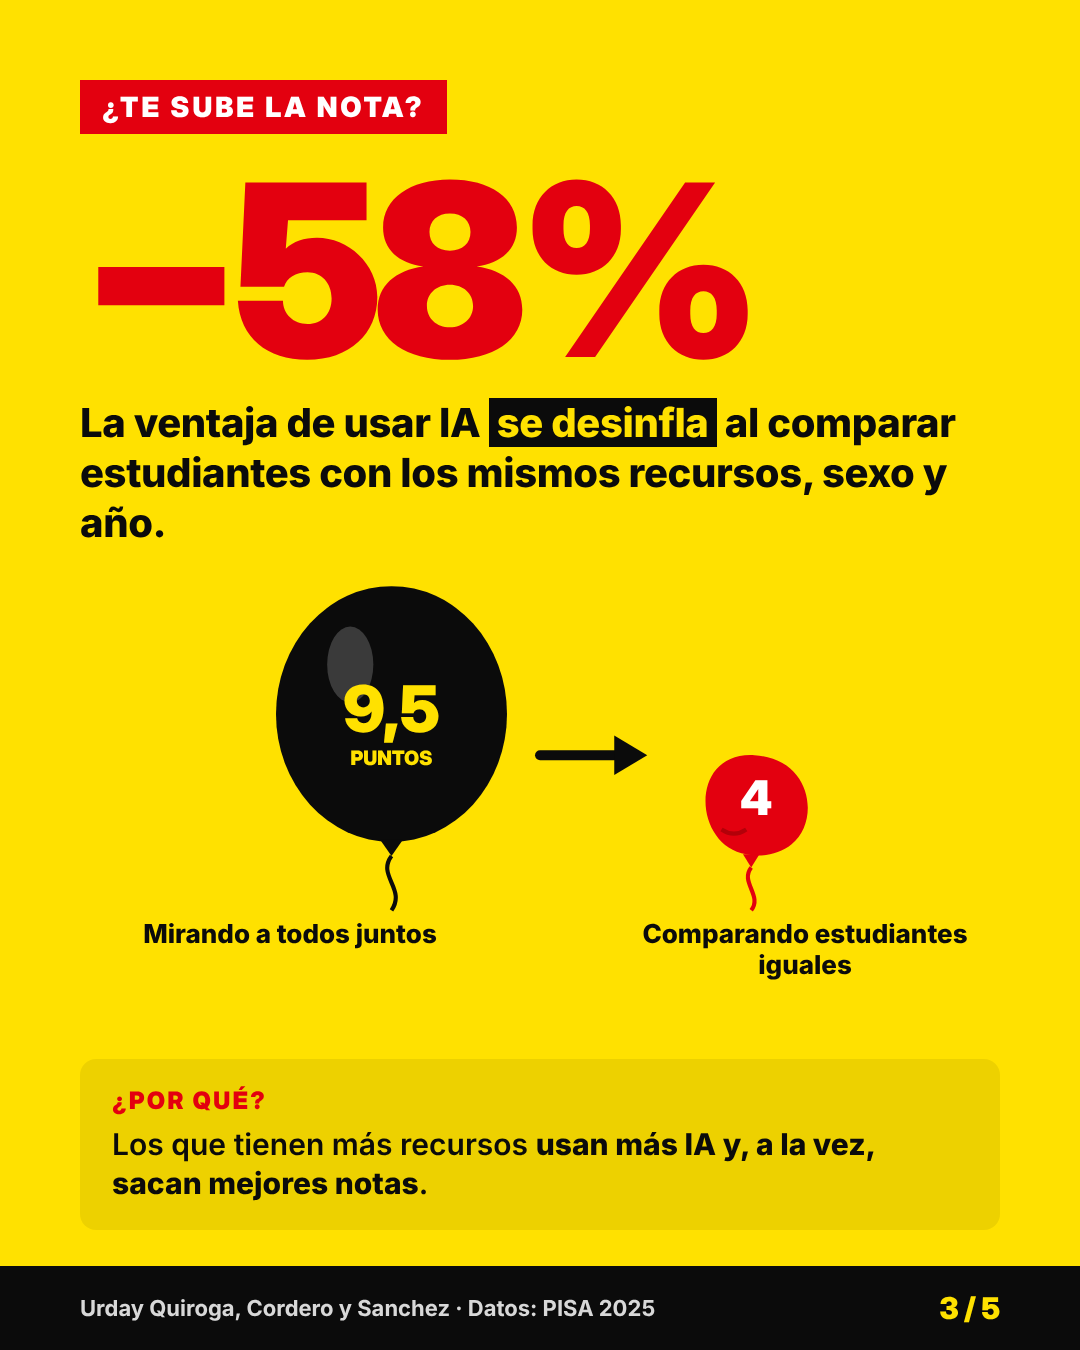 ¿TE SUBE LA NOTA?
–58%
La ventaja de usar IA se desinfla al comparar
estudiantes con los mismos recursos, sexo y
año.
9,5
PUNTOS
4
Mirando a todos juntos
Comparando estudiantes
iguales
¿POR QUÉ?
Los que tienen más recursos usan más IA y, a la vez,
sacan mejores notas.
Urday Quiroga, Cordero y Sanchez · Datos: PISA 2025
3 / 5